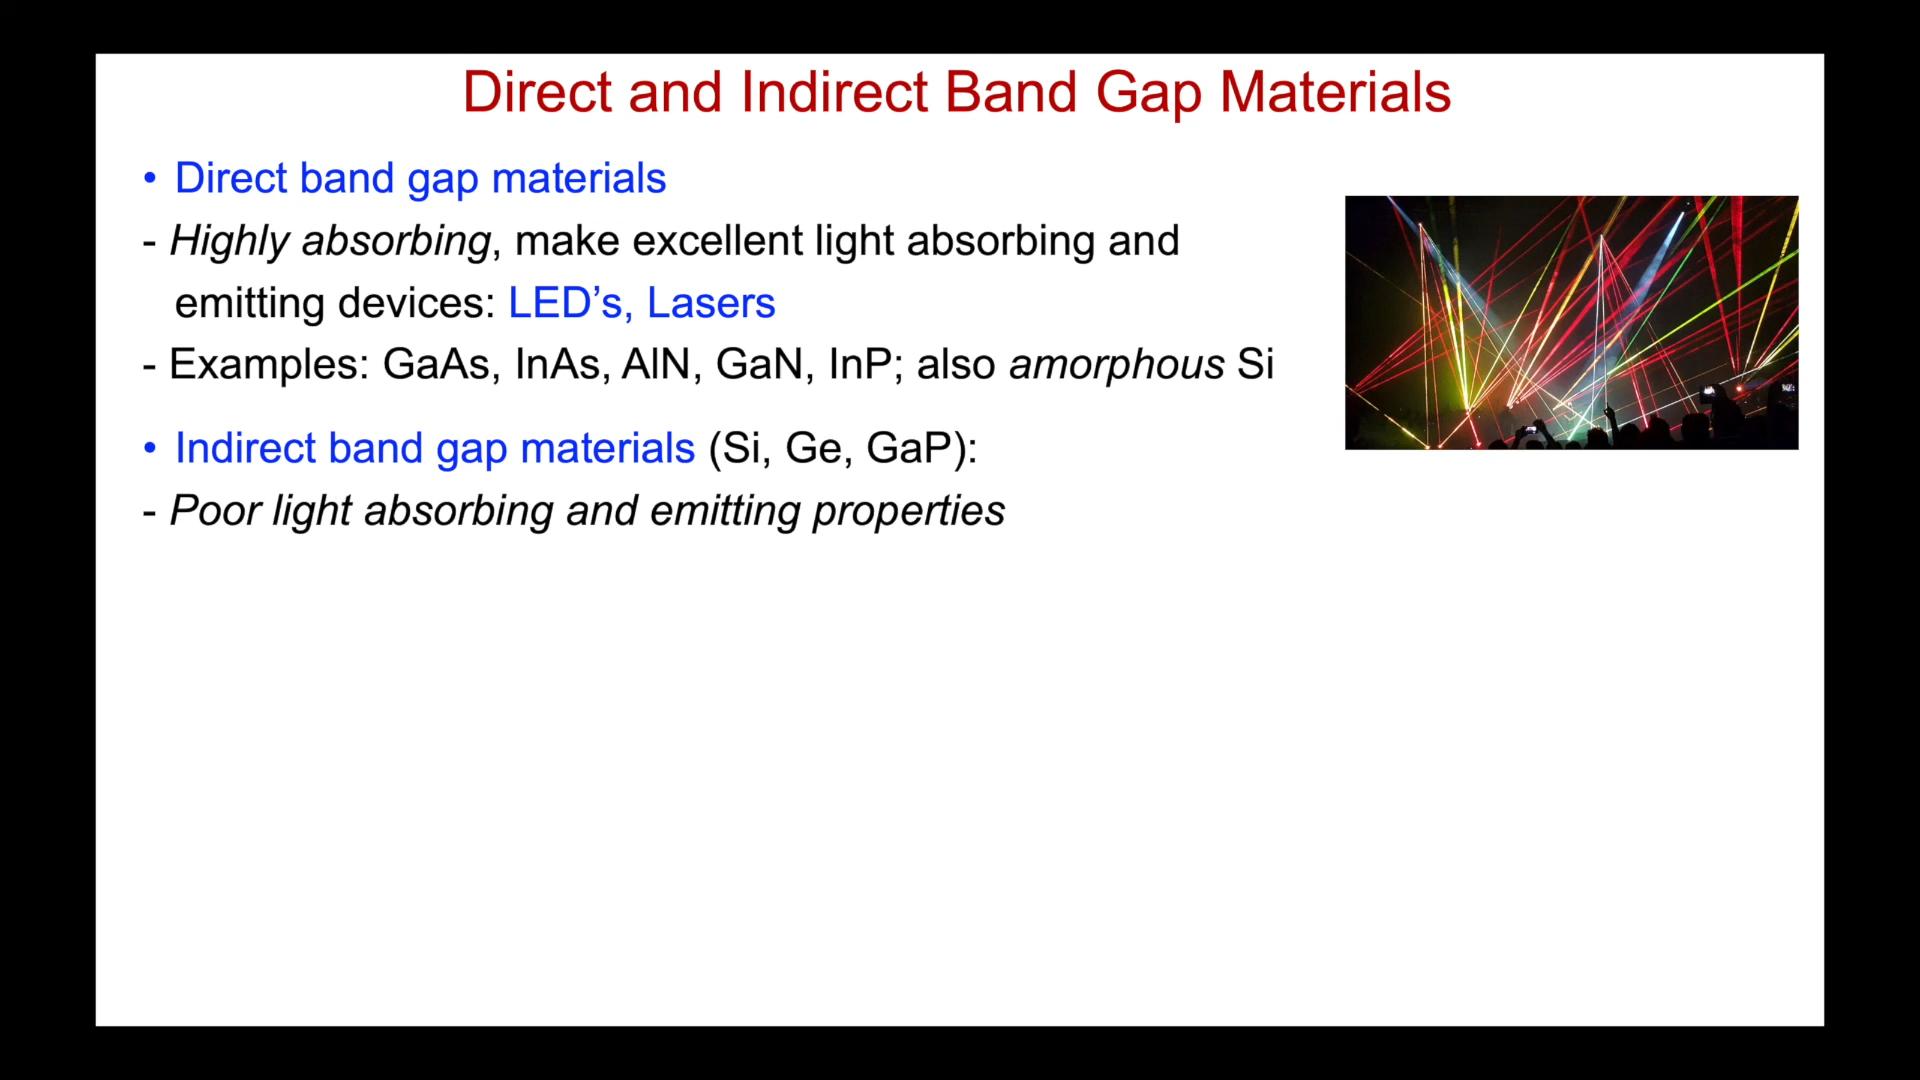 Direct and Indirect Band Gap Materials
• Direct band gap materials
- Highly absorbing, make excellent light absorbing and
emitting devices: LED’s, Lasers
- Examples: GaAs, InAs, AlN, GaN, InP; also amorphous Si
• Indirect band gap materials (Si, Ge, GaP):
- Poor light absorbing and emitting properties